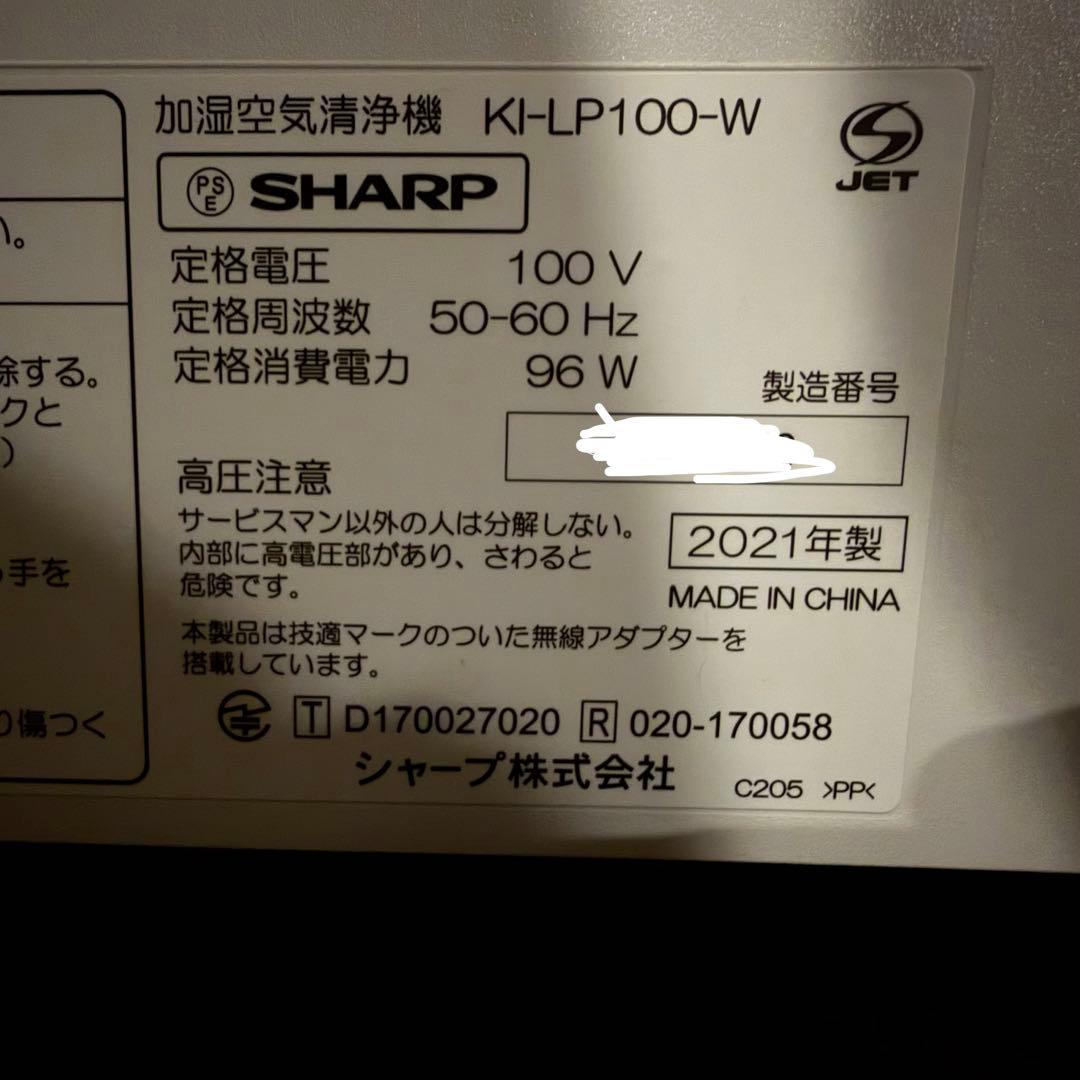 加湿空気清浄機 KI-LP100-W
PSE SHARP
JET
定格電圧 100 V
定格周波数 50-60 Hz
定格消費電力 96 W
製造番号
高圧注意
サービスマン以外の人は分解しない。
内部に高電圧部があり、さわると
危険です。
2021年製
MADE IN CHINA
本製品は技適マークのついた無線アダプターを
搭載しています。
T D170027020 R 020-170058
シャープ株式会社
C205 >PP<
い。
除する。
クと
)
手を
傷つく